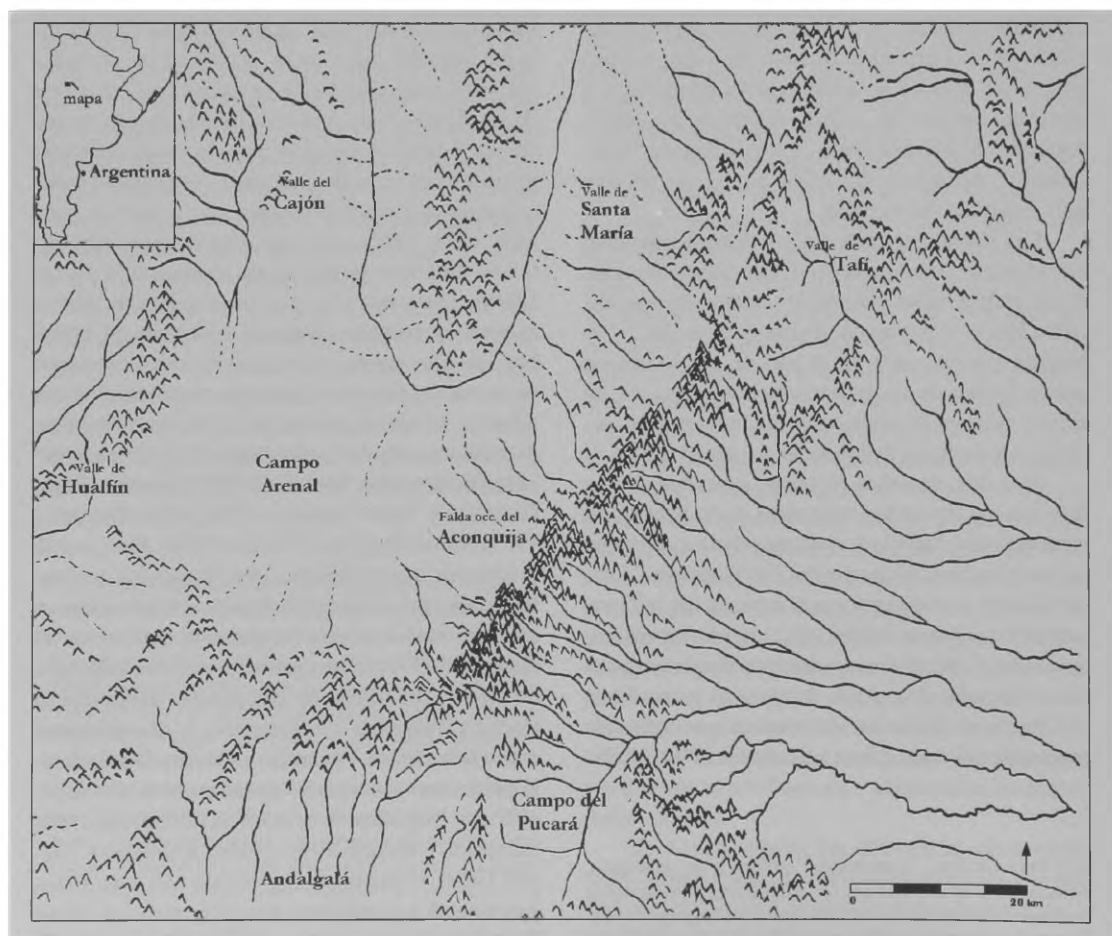 mapa
Argentina
Valle del
Cajón
Valle de
Santa
María
Valle de
Tafí
Valle de
Hualfín
Campo
Arenal
Falda occ. del
Aconquija
Campo del
Pucará
Andalgalá
0
20 km